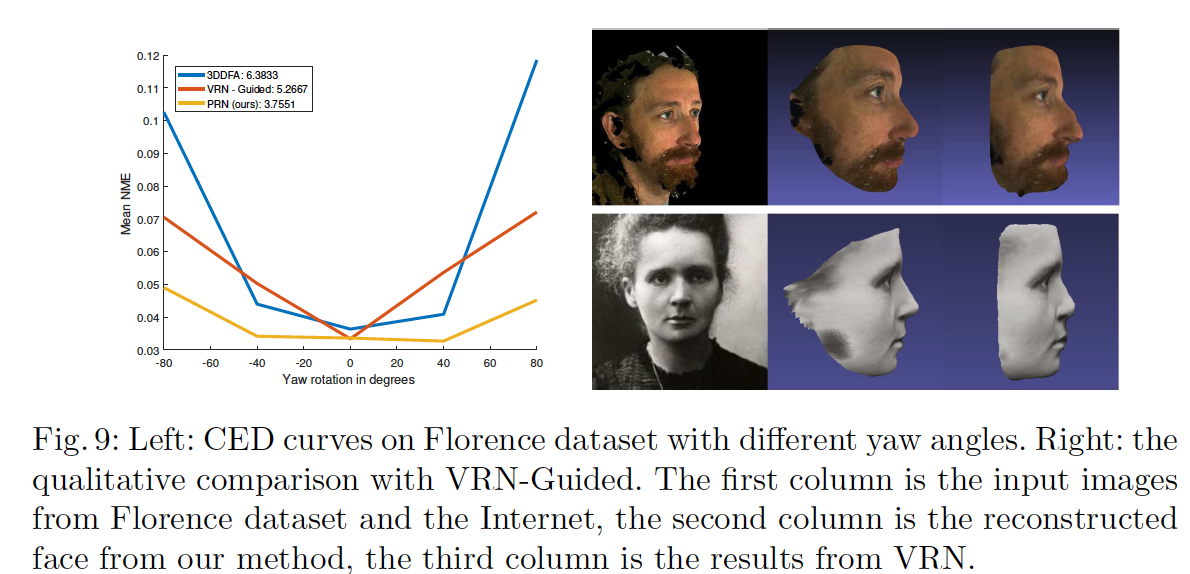 0.12
0.11
0.1
0.09
0.08
0.07
0.06
0.05
0.04
0.03
Mean NME
3DDFA: 6.3833
VRN - Guided: 5.2667
PRN (ours): 3.7551
-80 -60 -40 -20 0 20 40 60 80
Yaw rotation in degrees
Fig. 9: Left: CED curves on Florence dataset with different yaw angles. Right: the
qualitative comparison with VRN-Guided. The first column is the input images
from Florence dataset and the Internet, the second column is the reconstructed
face from our method, the third column is the results from VRN.